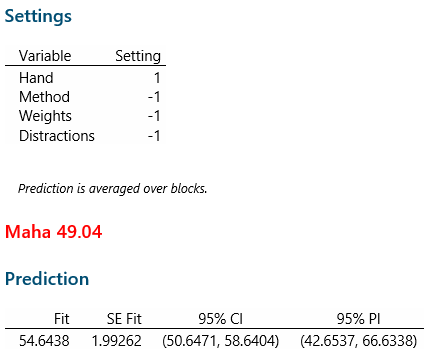 Settings
Variable Setting
Hand 1
Method -1
Weights -1
Distractions -1
Prediction is averaged over blocks.
Maha 49.04
Prediction
Fit SE Fit 95% CI 95% PI
54.6438 1.99262 (50.6471, 58.6404) (42.6537, 66.6338)